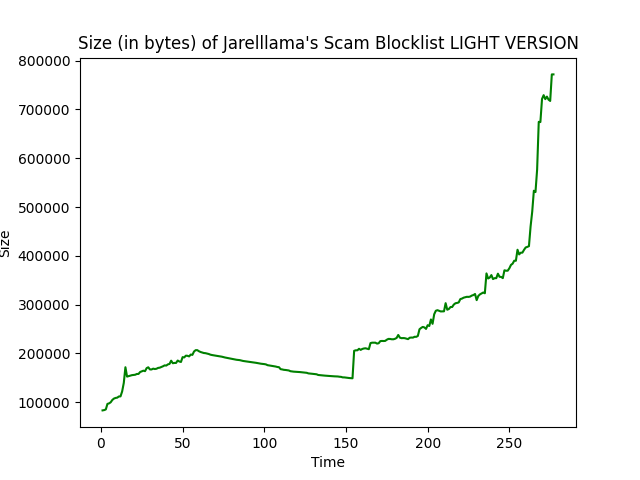 Size (in bytes) of Jarelllama's Scam Blocklist LIGHT VERSION
800000
700000
600000
500000
400000
300000
200000
100000
Size
0 50 100 150 200 250
Time